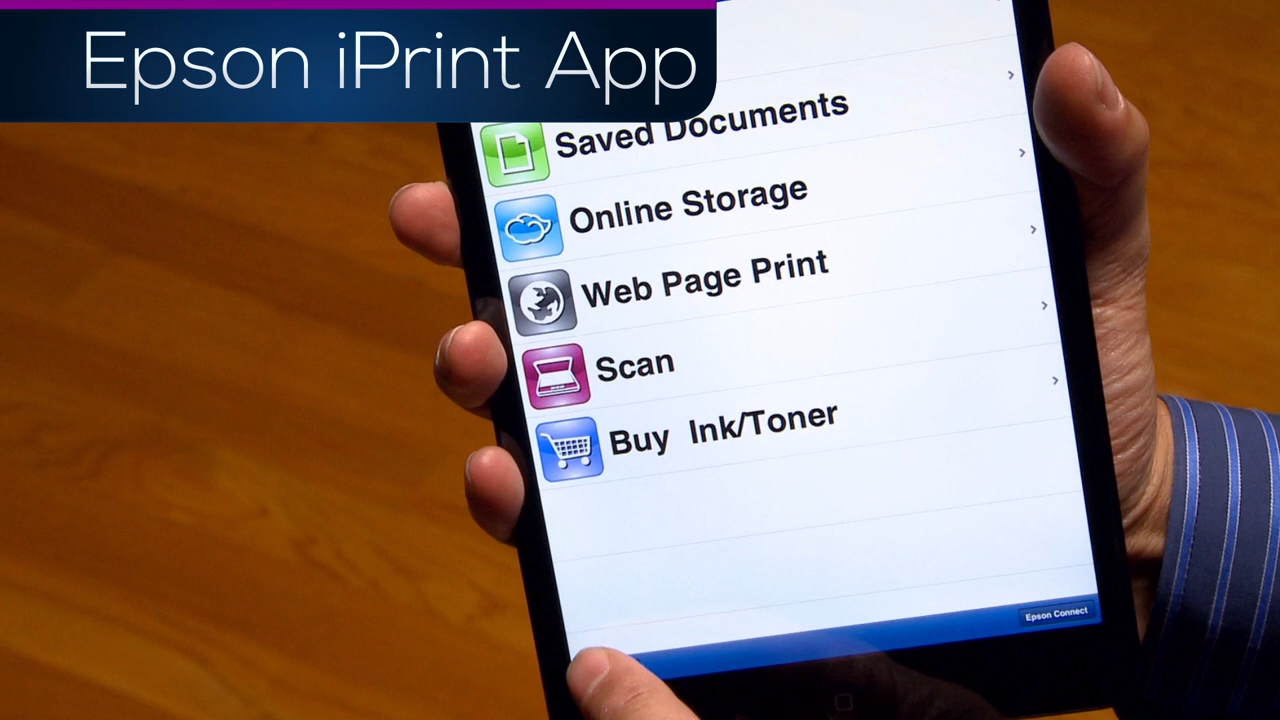 Epson iPrint App
Saved Documents
Online Storage
Web Page Print
Scan
Buy Ink/Toner
Epson Connect